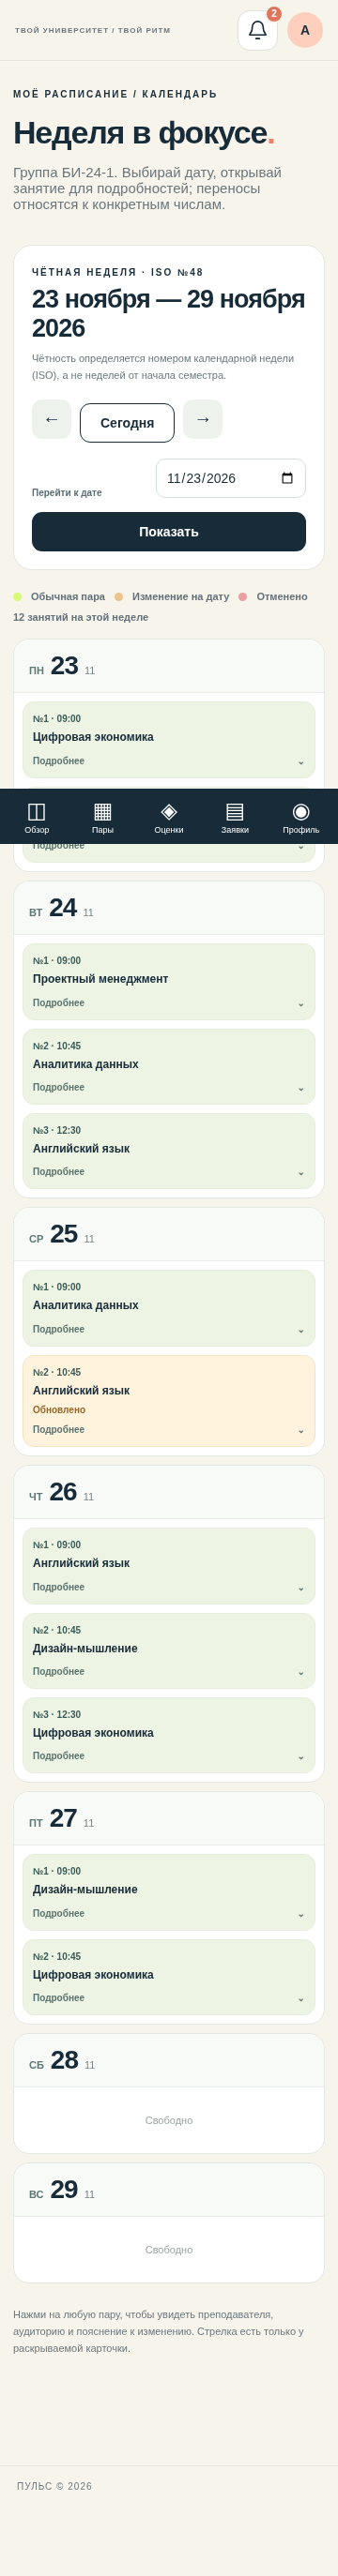 ТВОЙ УНИВЕРСИТЕТ / ТВОЙ РИТМ
2
А
МОЁ РАСПИСАНИЕ / КАЛЕНДАРЬ
Неделя в фокусе.
Группа БИ-24-1. Выбирай дату, открывай
занятие для подробностей; переносы
относятся к конкретным числам.
ЧЁТНАЯ НЕДЕЛЯ · ISO №48
23 ноября — 29 ноября
2026
Чётность определяется номером календарной недели
(ISO), а не неделей от начала семестра.
← Сегодня →
Перейти к дате 11/23/2026
Показать
Обычная пара Изменение на дату Отменено
12 занятий на этой неделе
ПН 23 11
№1 · 09:00
Цифровая экономика
Подробнее
Обзор Пары Оценки Заявки Профиль
Подробнее
ВТ 24 11
№1 · 09:00
Проектный менеджмент
Подробнее
№2 · 10:45
Аналитика данных
Подробнее
№3 · 12:30
Английский язык
Подробнее
СР 25 11
№1 · 09:00
Аналитика данных
Подробнее
№2 · 10:45
Английский язык
Обновлено
Подробнее
ЧТ 26 11
№1 · 09:00
Английский язык
Подробнее
№2 · 10:45
Дизайн-мышление
Подробнее
№3 · 12:30
Цифровая экономика
Подробнее
ПТ 27 11
№1 · 09:00
Дизайн-мышление
Подробнее
№2 · 10:45
Цифровая экономика
Подробнее
СБ 28 11
Свободно
ВС 29 11
Свободно
Нажми на любую пару, чтобы увидеть преподавателя,
аудиторию и пояснение к изменению. Стрелка есть только у
раскрываемой карточки.
ПУЛЬС © 2026